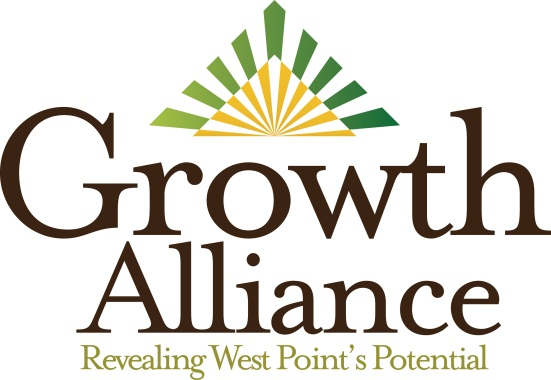 Growth
Alliance
Revealing West Point's Potential